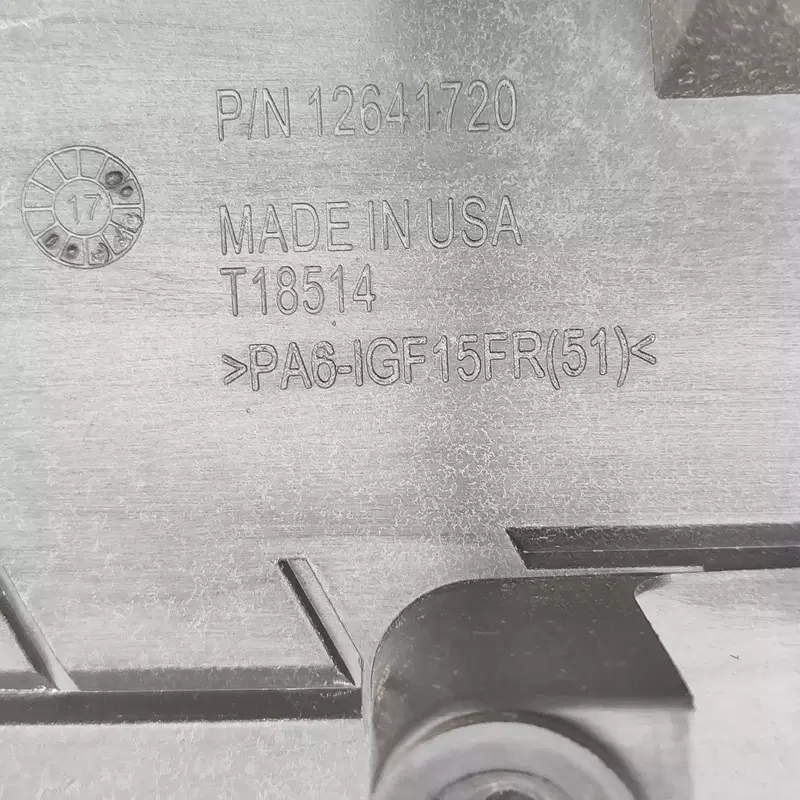 P/N 12641720
17
MADE IN USA
T18514
>PA6-IGF15FR(51)<